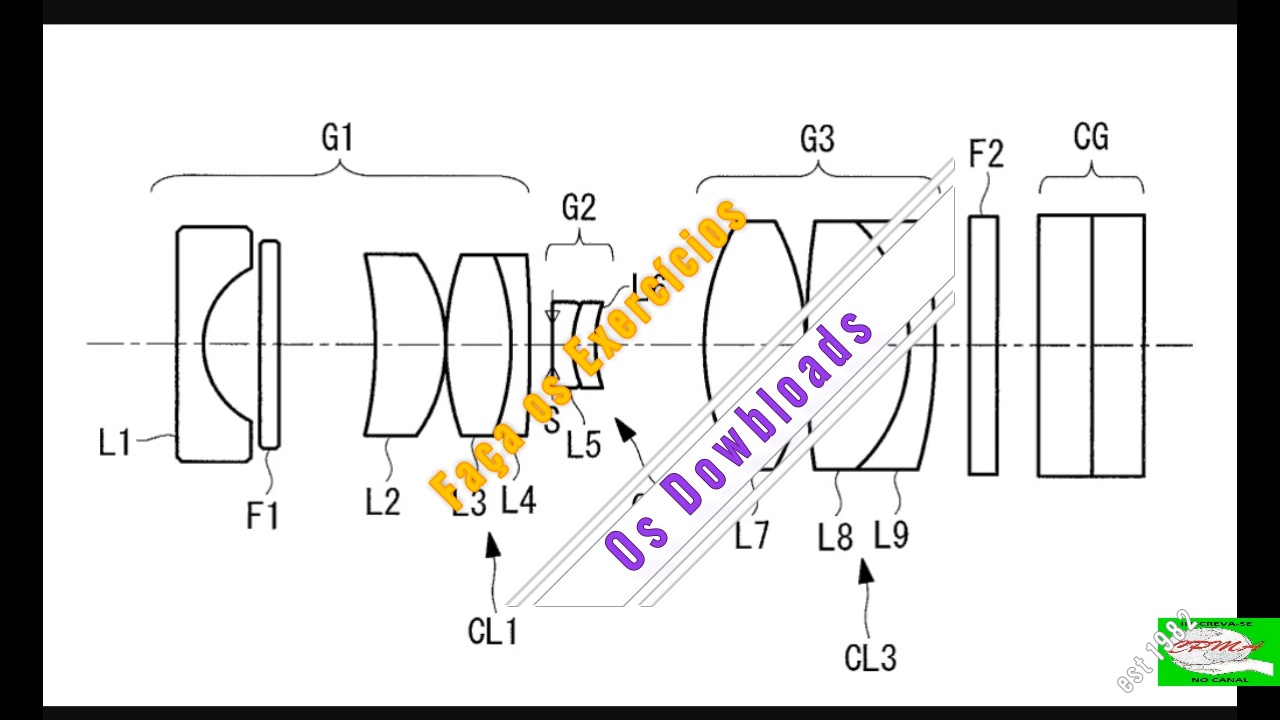 G1
G3
CG
F2
G2
L1
F1
L2
L3
L4
S
L5
L7
L8
L9
CL1
CL3
Faça os Exercícios
Os Dowbloads
est 1982
INSCREVA-SE
CPMA
NO CANAL